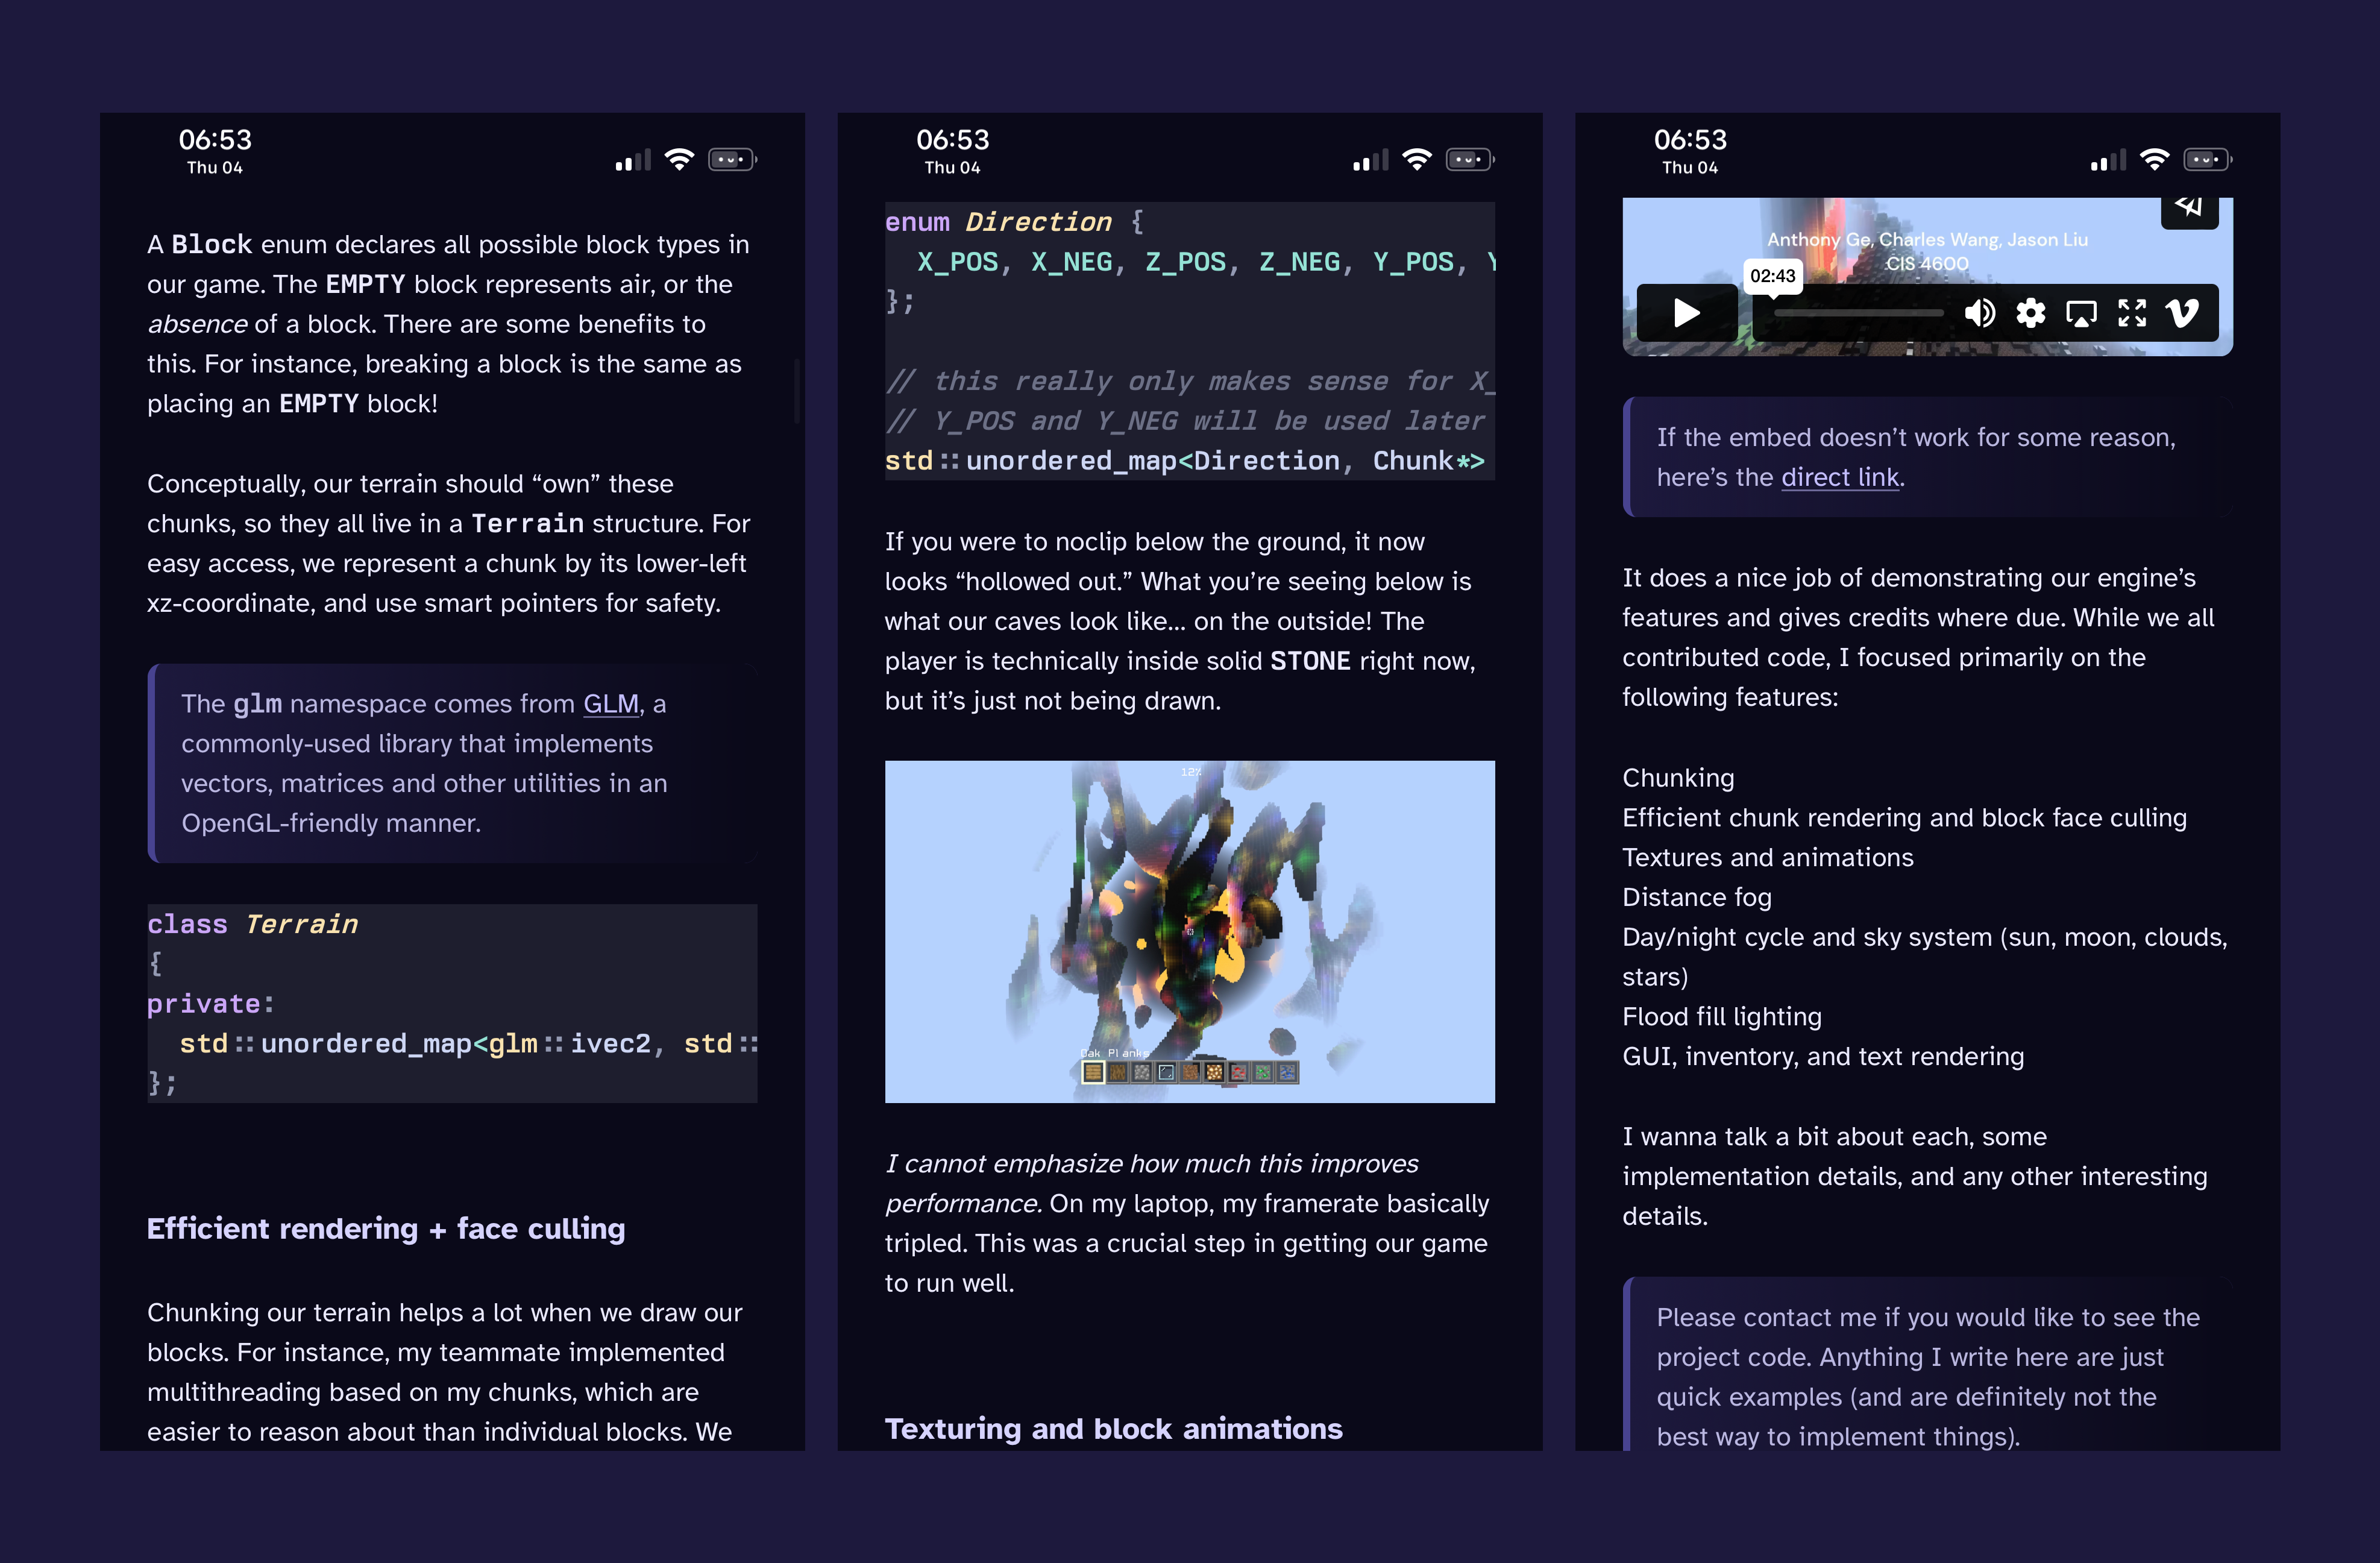 06:53
Thu 04
A Block enum declares all possible block types in
our game. The EMPTY block represents air, or the
absence of a block. There are some benefits to
this. For instance, breaking a block is the same as
placing an EMPTY block!
Conceptually, our terrain should “own” these
chunks, so they all live in a Terrain structure. For
easy access, we represent a chunk by its lower-left
xz-coordinate, and use smart pointers for safety.
The glm namespace comes from GLM, a
commonly-used library that implements
vectors, matrices and other utilities in an
OpenGL-friendly manner.
class Terrain
{
private:
std::unordered_map<glm::ivec2, std::
};
Efficient rendering + face culling
Chunking our terrain helps a lot when we draw our
blocks. For instance, my teammate implemented
multithreading based on my chunks, which are
easier to reason about than individual blocks. We
06:53
Thu 04
enum Direction {
X_POS, X_NEG, Z_POS, Z_NEG, Y_POS, Y
};
// this really only makes sense for X_
// Y_POS and Y_NEG will be used later
std::unordered_map<Direction, Chunk*>
If you were to noclip below the ground, it now
looks “hollowed out.” What you’re seeing below is
what our caves look like... on the outside! The
player is technically inside solid STONE right now,
but it’s just not being drawn.
12%
Oak Planks
I cannot emphasize how much this improves
performance. On my laptop, my framerate basically
tripled. This was a crucial step in getting our game
to run well.
Texturing and block animations
06:53
Thu 04
Anthony Ge, Charles Wang, Jason Liu
CIS 4600
02:43
If the embed doesn’t work for some reason,
here’s the direct link.
It does a nice job of demonstrating our engine’s
features and gives credits where due. While we all
contributed code, I focused primarily on the
following features:
Chunking
Efficient chunk rendering and block face culling
Textures and animations
Distance fog
Day/night cycle and sky system (sun, moon, clouds,
stars)
Flood fill lighting
GUI, inventory, and text rendering
I wanna talk a bit about each, some
implementation details, and any other interesting
details.
Please contact me if you would like to see the
project code. Anything I write here are just
quick examples (and are definitely not the
best way to implement things).